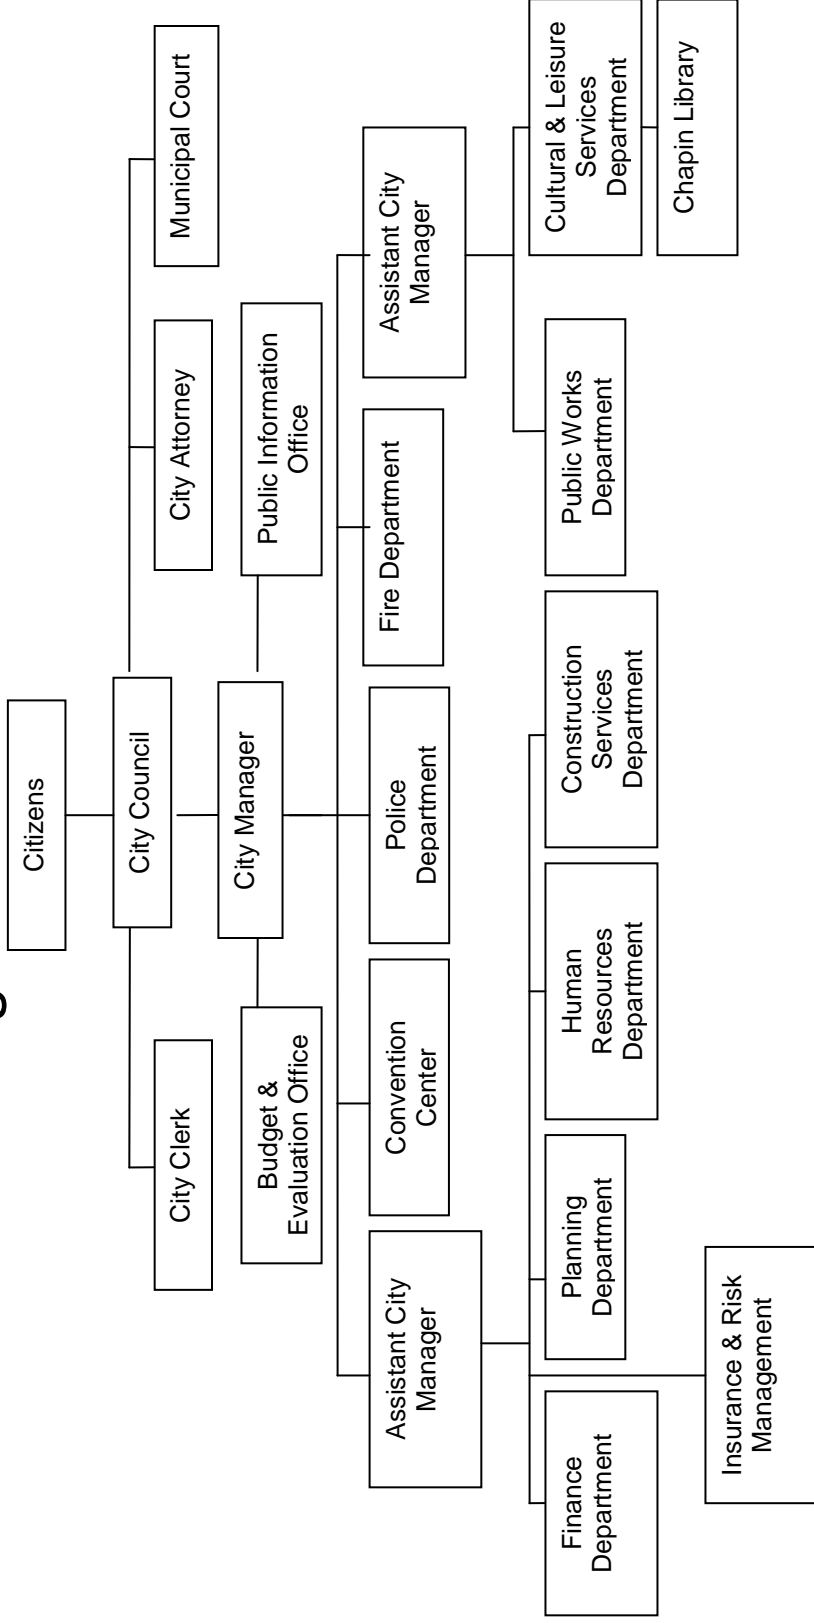 Citizens
City Council
City Clerk
City Attorney
Municipal Court
City Manager
Budget &
Evaluation Office
Public Information
Office
Assistant City
Manager
Convention
Center
Police
Department
Fire Department
Assistant City
Manager
Finance
Department
Planning
Department
Human
Resources
Department
Construction
Services
Department
Public Works
Department
Cultural & Leisure
Services
Department
Insurance & Risk
Management
Chapin Library